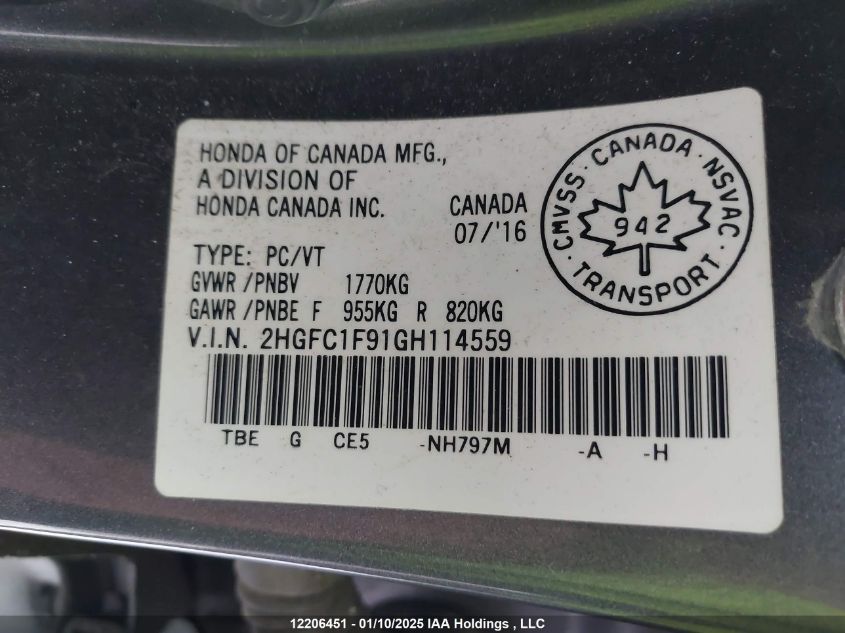 HONDA OF CANADA MFG.,
A DIVISION OF
HONDA CANADA INC.
CANADA
07/'16
TYPE: PC/VT
GVWR /PNBV 1770KG
GAWR /PNBE F 955KG R 820KG
V.I.N. 2HGFC1F91GH114559
TBE G CE5 -NH797M -A -H
CMVSS · CANADA · NSVAC
942
· TRANSPORT ·
12206451 - 01/10/2025 IAA Holdings , LLC